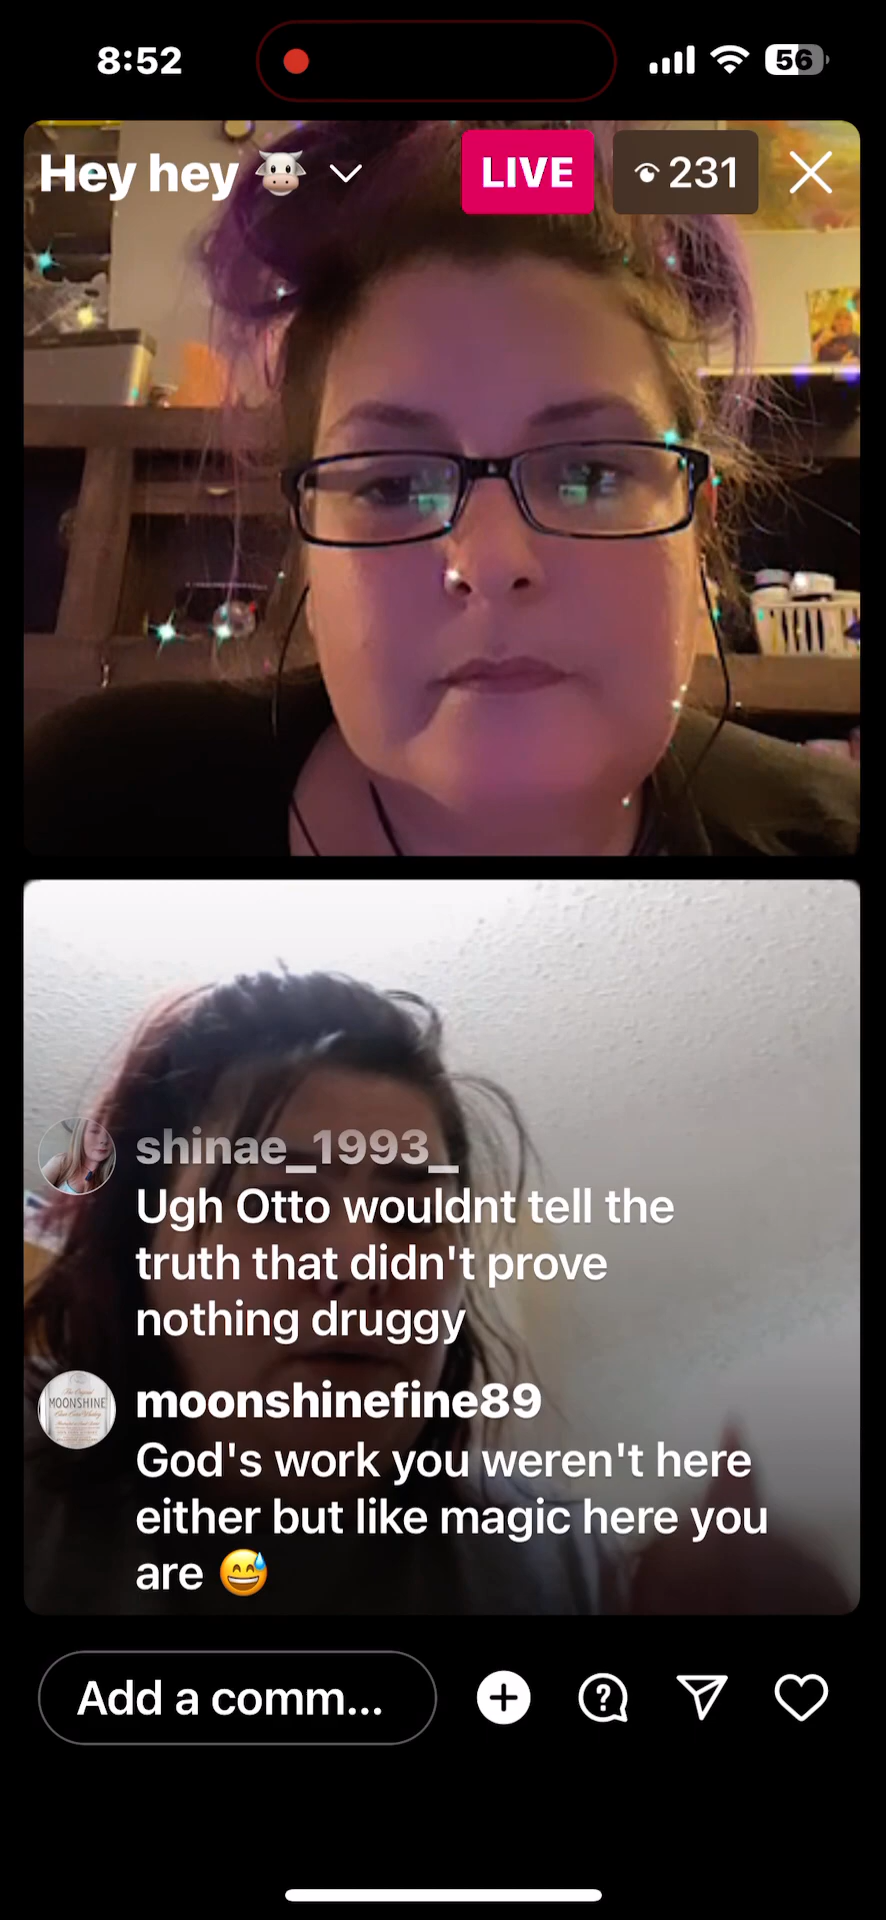 8:52
56
Hey hey 🐮
LIVE
231
shinae_1993_
Ugh Otto wouldnt tell the
truth that didn't prove
nothing druggy
MOONSHINE
moonshinefine89
God's work you weren't here
either but like magic here you
are 😅
Add a comm...